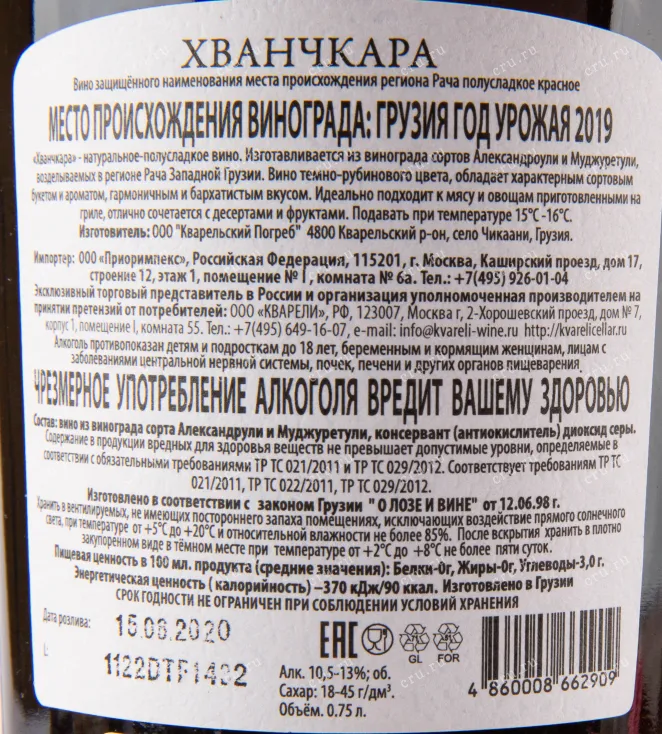 ХВАНЧКАРА
Вино защищённого наименования места происхождения региона Рача полусладкое красное
МЕСТО ПРОИСХОЖДЕНИЯ ВИНОГРАДА: ГРУЗИЯ ГОД УРОЖАЯ 2019
«Хванчкара» - натуральное-полусладкое вино. Изготавливается из винограда сортов Александроули и Муджуретули,
возделываемых в регионе Рача Западной Грузии. Вино темно-рубинового цвета, обладает характерным сортовым
букетом и ароматом, гармоничным и бархатистым вкусом. Идеально подходит к мясу и овощам приготовленными на
гриле, отлично сочетается с десертами и фруктами. Подавать при температуре 15°C -16°C.
Изготовитель: ООО "Кварельский Погреб" 4800 Кварельский р-он, село Чикаани, Грузия.
Импортер: ООО «Приоримпекс», Российская Федерация, 115201, г. Москва, Каширский проезд, дом 17,
строение 12, этаж 1, помещение № I , комната № 6а. Тел.: +7(495) 926-01-04
Эксклюзивный торговый представитель в России и организация уполномоченная производителем на
принятии претензий от потребителей: ООО «КВАРЕЛИ», РФ, 123007, Москва г, 2-Хорошевский проезд, дом № 7,
корпус 1, помещение I, комната 55. Тел.: +7(495) 649-16-07, e-mail: info@kvareli-wine.ru http://kvarelicellar.ru
Алкоголь противопоказан детям и подросткам до 18 лет, беременным и кормящим женщинам, лицам с
заболеваниями центральной нервной системы, почек, печени и других органов пищеварения.
ЧРЕЗМЕРНОЕ УПОТРЕБЛЕНИЕ АЛКОГОЛЯ ВРЕДИТ ВАШЕМУ ЗДОРОВЬЮ
Состав: вино из винограда сорта Александрули и Муджуретули, консервант (антиокислитель) диоксид серы.
Содержание в продукции вредных для здоровья веществ не превышает допустимые уровни, определяемые в
соответствии с обязательными требованиями ТР ТС 021/2011 и ТР ТС 029/2012. Соответствует требованиям ТР ТС
021/2011, ТР ТС 022/2011, ТР ТС 029/2012.
Изготовлено в соответствии с законом Грузии "О ЛОЗЕ И ВИНЕ" от 12.06.98 г.
Хранить в вентилируемых, не имеющих постороннего запаха помещениях, исключающих воздействие прямого солнечного
света, при температуре от +5°C до +20°C и относительной влажности не более 85%. После вскрытия хранить в плотно
закупоренном виде в тёмном месте при температуре от +2°C до +8°C не более пяти суток.
Пищевая ценность в 100 мл. продукта (средние значения): Белки-0г, Жиры-0г, Углеводы-3,0 г.
Энергетическая ценность ( калорийность) –370 кДж/90 ккал. Изготовлено в Грузии
СРОК ГОДНОСТИ НЕ ОГРАНИЧЕН ПРИ СОБЛЮДЕНИИ УСЛОВИЙ ХРАНЕНИЯ
Дата розлива: 15.08.2020
L: 1122DTF1402
EAC
GL FOR
Алк. 10,5-13%; об.
Сахар: 18-45 г/дм³.
Объём. 0.75 л.
4 860008 662909